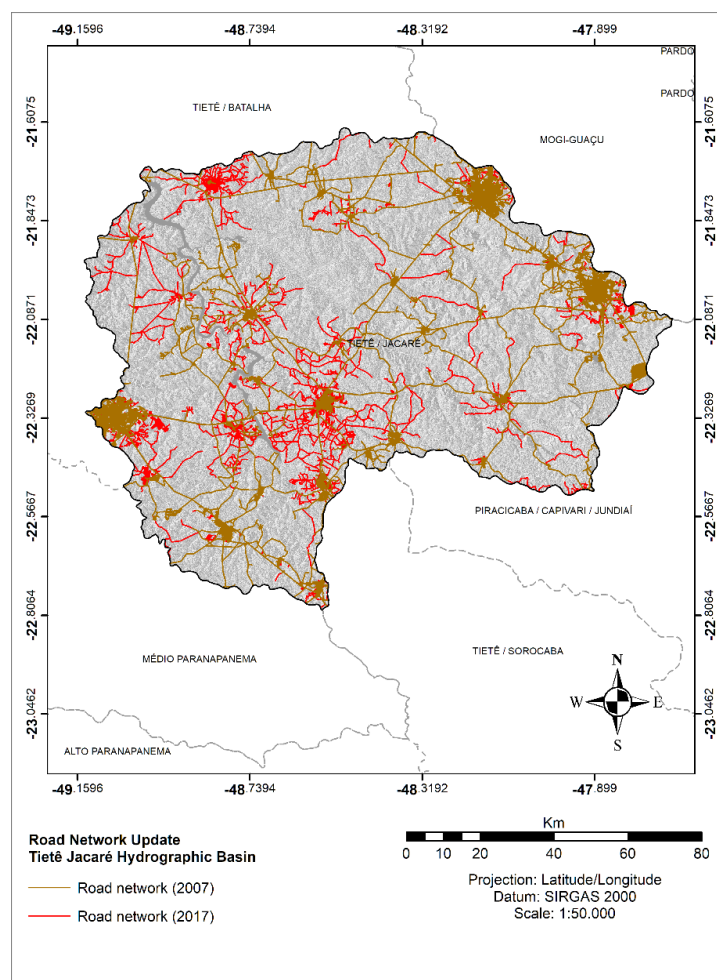 -49.1596 -48.7394 -48.3192 -47.899
PARDO
PARDO
TIETÊ / BATALHA
-21.6075 -21.6075
MOGI-GUAÇU
-21.8473 -21.8473
-22.0871 -22.0871
TIETÊ / JACARÉ
-22.3269 -22.3269
PIRACICABA / CAPIVARI / JUNDIAÍ
-22.5667 -22.5667
-22.8064 -22.8064
MÉDIO PARANAPANEMA
TIETÊ / SOROCABA
N
W E
S
-23.0462 -23.0462
ALTO PARANAPANEMA
-49.1596 -48.7394 -48.3192 -47.899
Road Network Update
Tietê Jacaré Hydrographic Basin
Road network (2007)
Road network (2017)
Km
0 10 20 40 60 80
Projection: Latitude/Longitude
Datum: SIRGAS 2000
Scale: 1:50.000